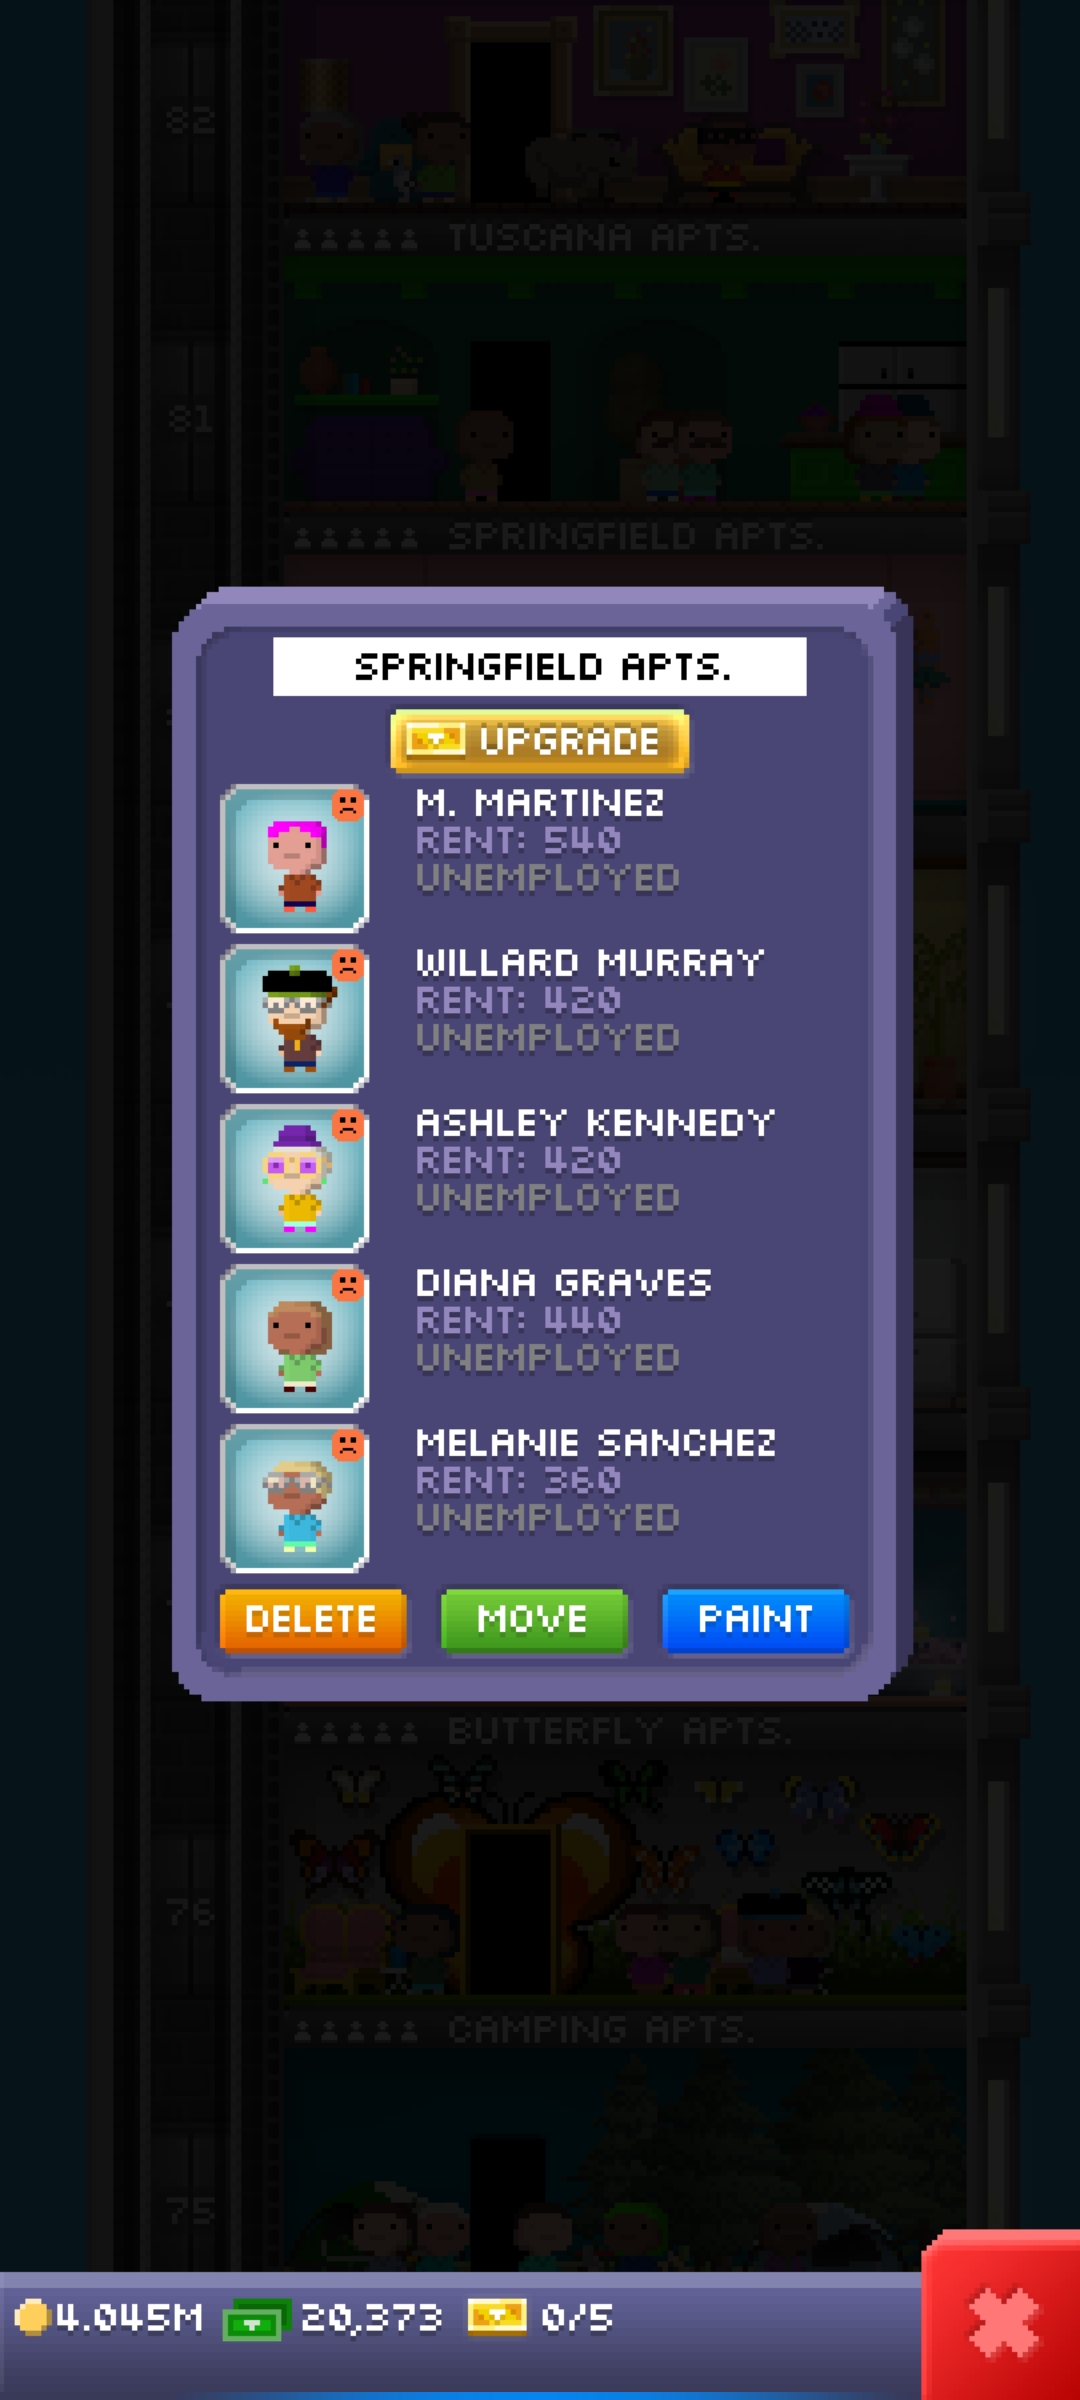 82
TUSCANA APTS.
81
SPRINGFIELD APTS.
SPRINGFIELD APTS.
UPGRADE
M. MARTINEZ
RENT: 540
UNEMPLOYED
WILLARD MURRAY
RENT: 420
UNEMPLOYED
ASHLEY KENNEDY
RENT: 420
UNEMPLOYED
DIANA GRAVES
RENT: 440
UNEMPLOYED
MELANIE SANCHEZ
RENT: 360
UNEMPLOYED
DELETE MOVE PAINT
BUTTERFLY APTS.
76
CAMPING APTS.
75
4.045M 20,373 0/5